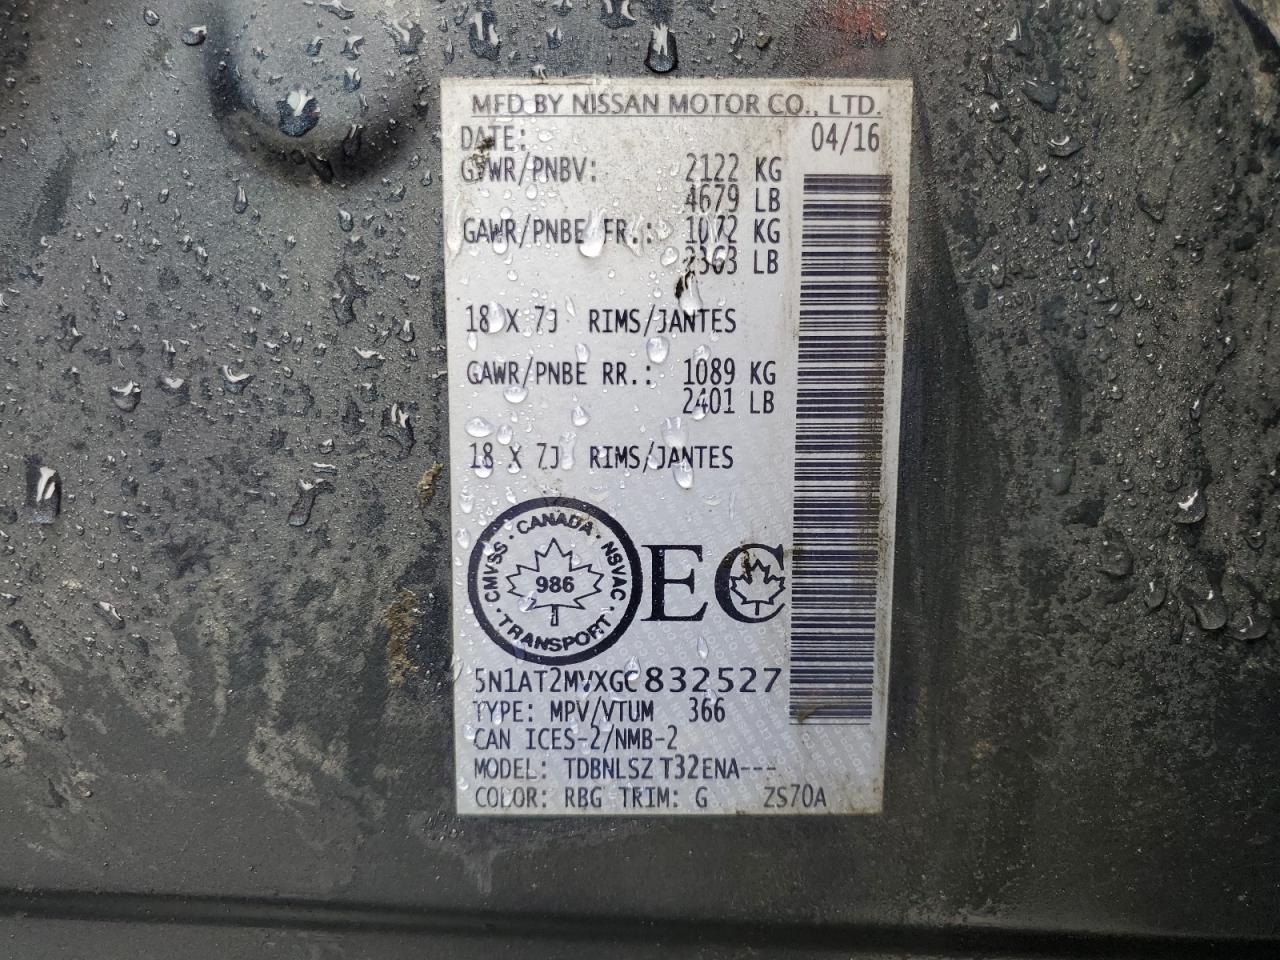 MFD BY NISSAN MOTOR CO., LTD.
DATE: 04/16
GVWR/PNBV: 2122 KG
4679 LB
GAWR/PNBE FR.: 1072 KG
2363 LB
18 X 7J RIMS/JANTES
GAWR/PNBE RR.: 1089 KG
2401 LB
18 X 7J RIMS/JANTES
CMVSS · CANADA · NSVAC · TRANSPORT ·
986
EC
5N1AT2MVXGC832527
TYPE: MPV/VTUM 366
CAN ICES-2/NMB-2
MODEL: TDBNLSZ T32ENA---
COLOR: RBG TRIM: G ZS70A